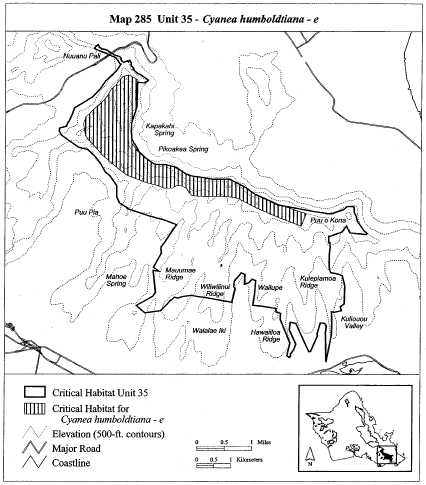 Map 285 Unit 35 - Cyanea humboldtiana - e
Nuuanu Pali
Kapakahi
Spring
Pikoakea Spring
Puu Pia
Puu o Kona
Mahoe
Spring
Mauumae
Ridge
Wiliwilinui
Ridge
Wailupe
Kulepiamoa
Ridge
Kuliouou
Valley
Waialae Iki
Hawaiiloa
Ridge
Critical Habitat Unit 35
Critical Habitat for
Cyanea humboldtiana - e
Elevation (500-ft. contours)
Major Road
Coastline
0 0.5 1 Miles
0 0.5 1 Kilometers
N